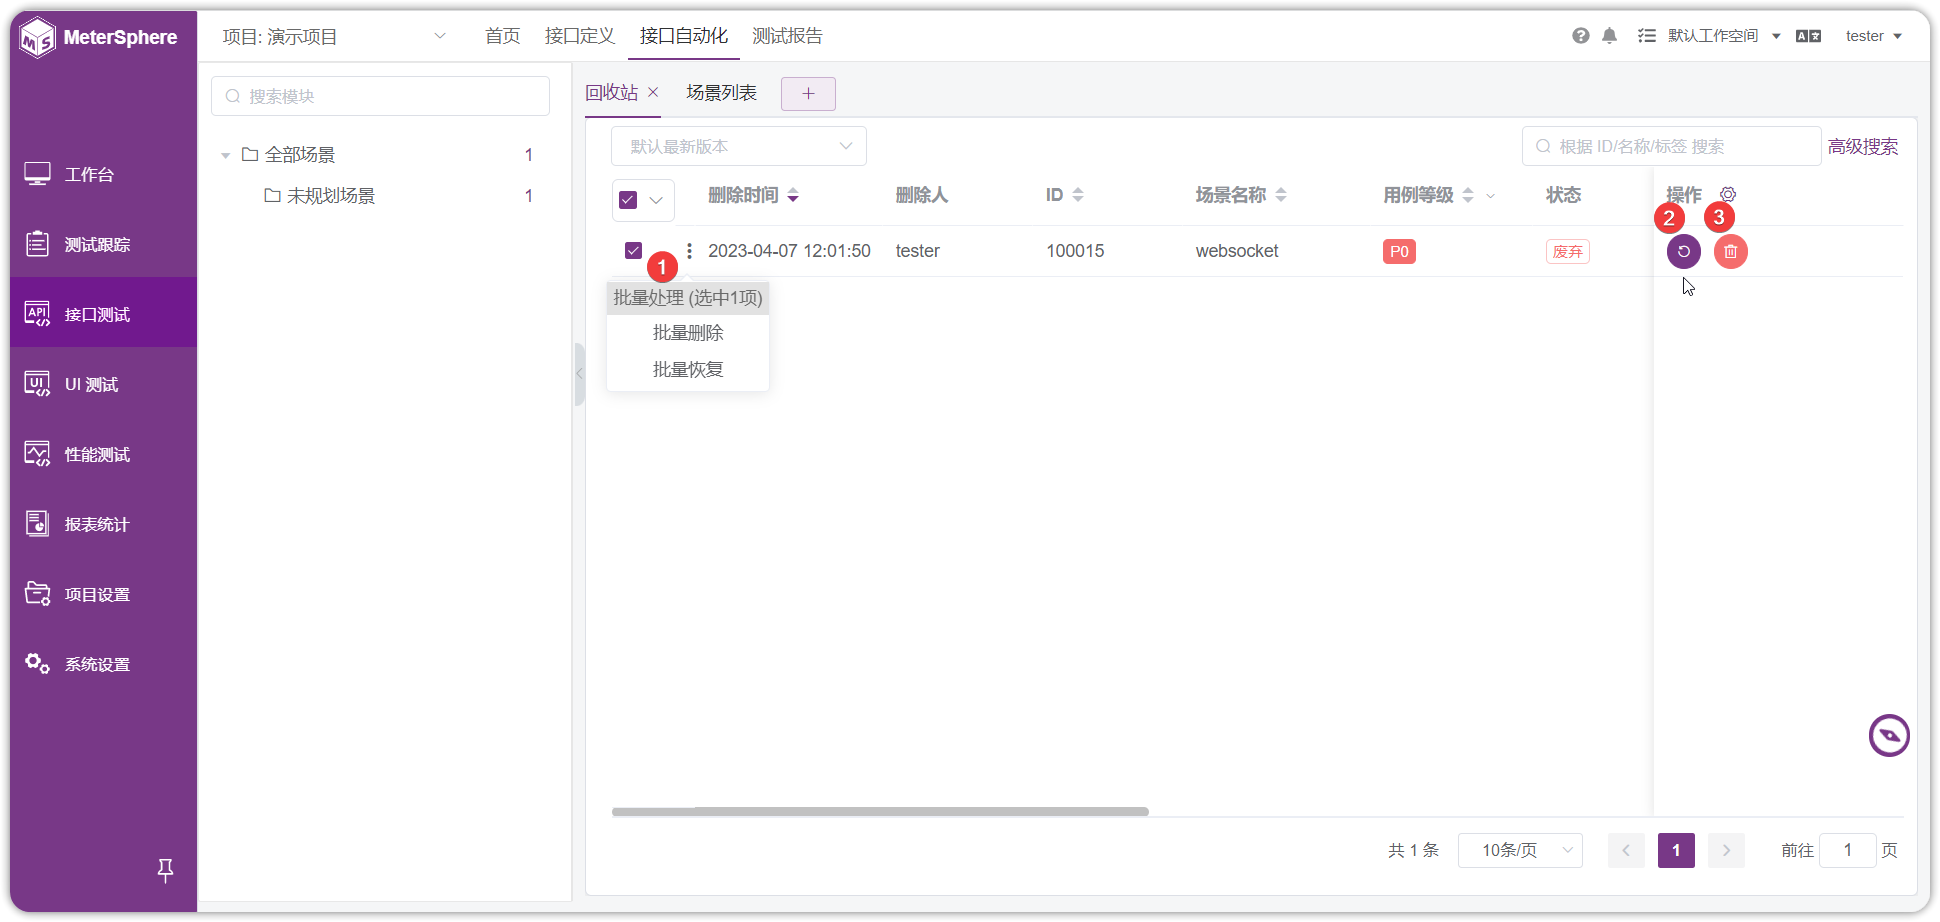 MeterSphere
项目: 演示项目
首页
接口定义
接口自动化
测试报告
默认工作空间
tester
工作台
测试跟踪
接口测试
UI 测试
性能测试
报表统计
项目设置
系统设置
搜索模块
全部场景 1
未规划场景 1
回收站
场景列表
默认最新版本
根据 ID/名称/标签 搜索
高级搜索
删除时间 删除人 ID 场景名称 用例等级 状态 操作
2 3
2023-04-07 12:01:50 tester 100015 websocket P0 废弃
1
批量处理 (选中1项)
批量删除
批量恢复
共 1 条 10条/页 1 前往 1 页